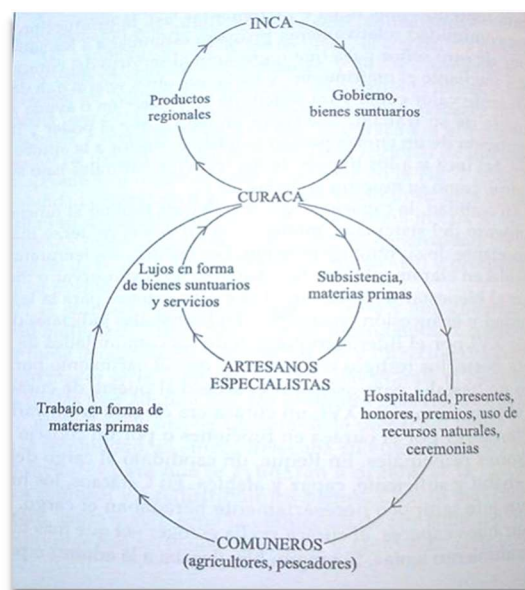 INCA
Productos
regionales
Gobierno,
bienes suntuarios
CURACA
Lujos en forma
de bienes suntuarios
y servicios
Subsistencia,
materias primas
ARTESANOS
ESPECIALISTAS
Trabajo en forma de
materias primas
Hospitalidad, presentes,
honores, premios, uso de
recursos naturales,
ceremonias
COMUNEROS
(agricultores, pescadores)